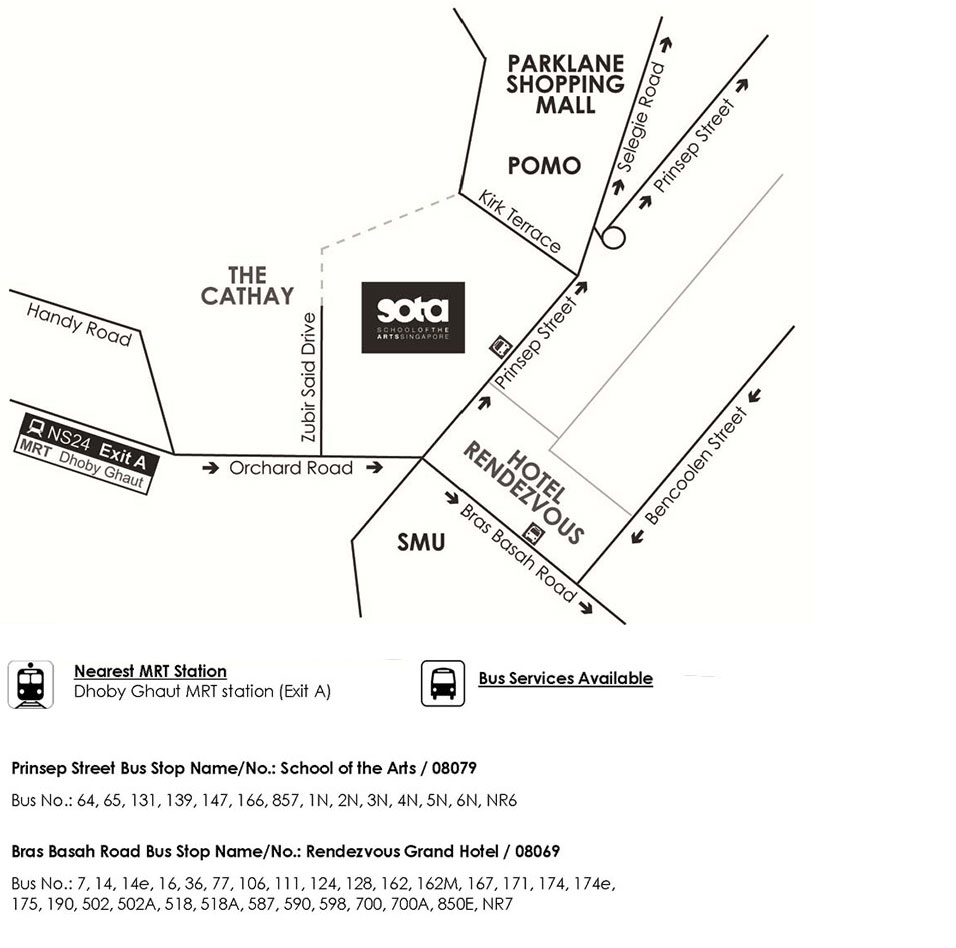 PARKLANE
SHOPPING
MALL
Selegie Road
Prinsep Street
POMO
Kirk Terrace
THE
CATHAY
sota
SCHOOLOFTHE
ARTSSINGAPORE
Handy Road
Zubir Said Drive
Prinsep Street
NS24 Exit A
MRT Dhoby Ghaut
Orchard Road
HOTEL
RENDEZVOUS
Bencoolen Street
SMU
Bras Basah Road
Nearest MRT Station
Dhoby Ghaut MRT station (Exit A)
Bus Services Available
Prinsep Street Bus Stop Name/No.: School of the Arts / 08079
Bus No.: 64, 65, 131, 139, 147, 166, 857, 1N, 2N, 3N, 4N, 5N, 6N, NR6
Bras Basah Road Bus Stop Name/No.: Rendezvous Grand Hotel / 08069
Bus No.: 7, 14, 14e, 16, 36, 77, 106, 111, 124, 128, 162, 162M, 167, 171, 174, 174e,
175, 190, 502, 502A, 518, 518A, 587, 590, 598, 700, 700A, 850E, NR7